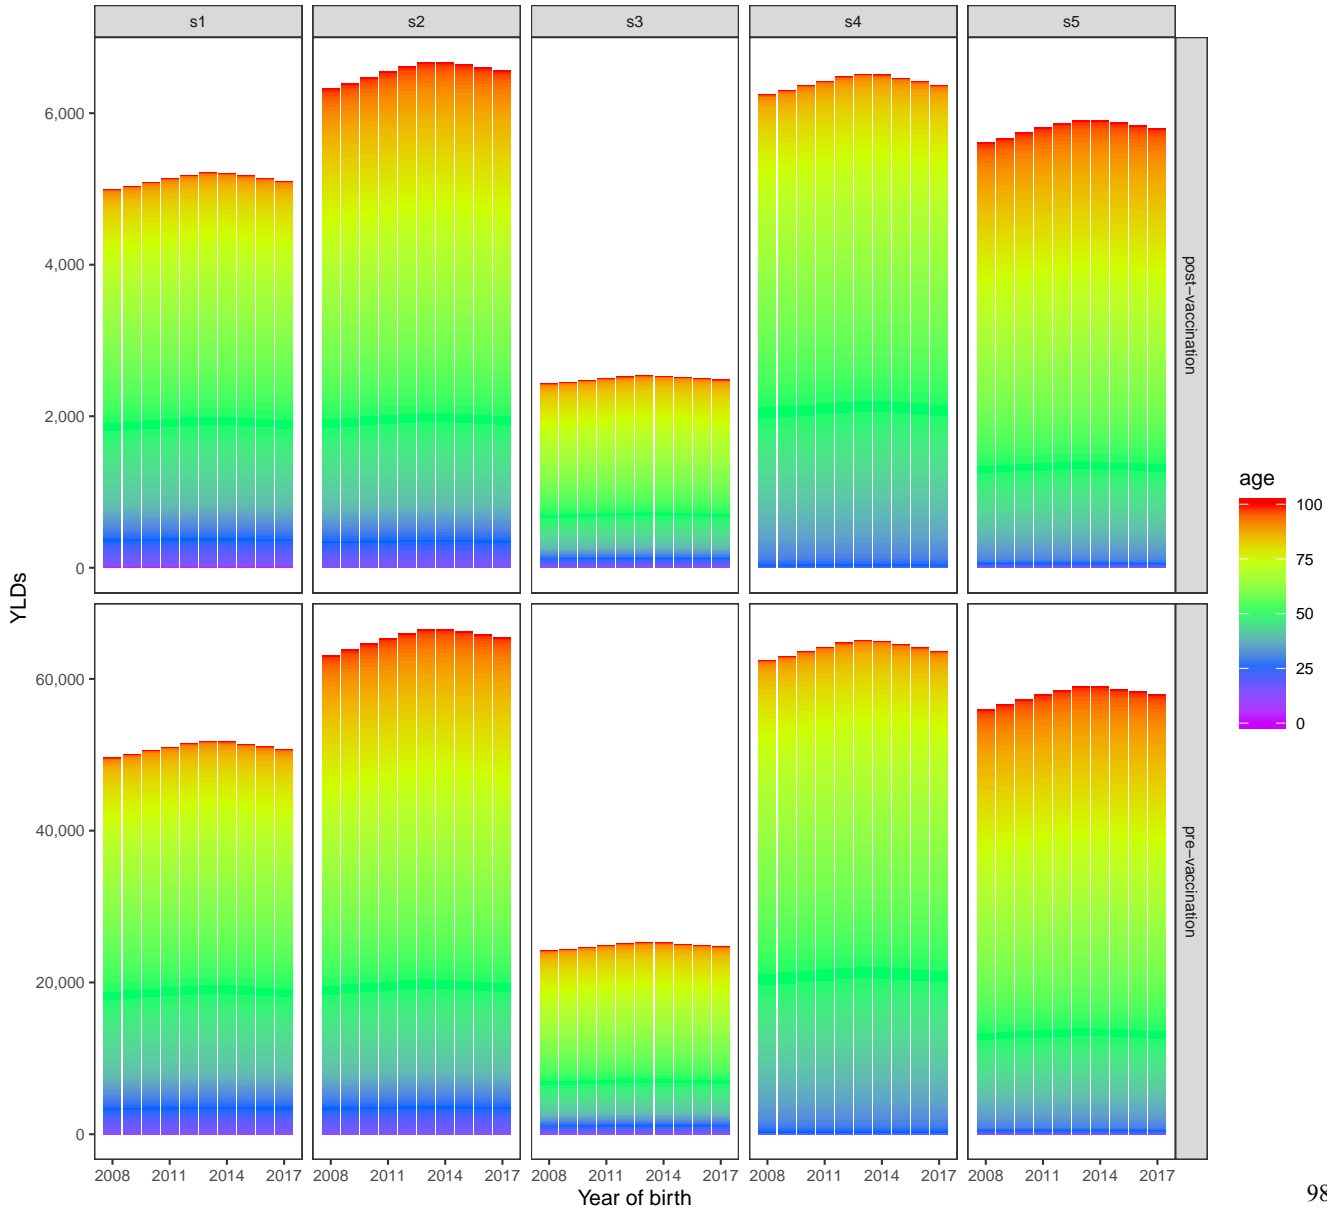 s1 s2 s3 s4 s5
6,000
4,000
2,000
0
post−vaccination
60,000
40,000
20,000
0
pre−vaccination
YLDs
2008 2011 2014 2017 2008 2011 2014 2017 2008 2011 2014 2017 2008 2011 2014 2017 2008 2011 2014 2017
Year of birth
age
100
75
50
25
0
98